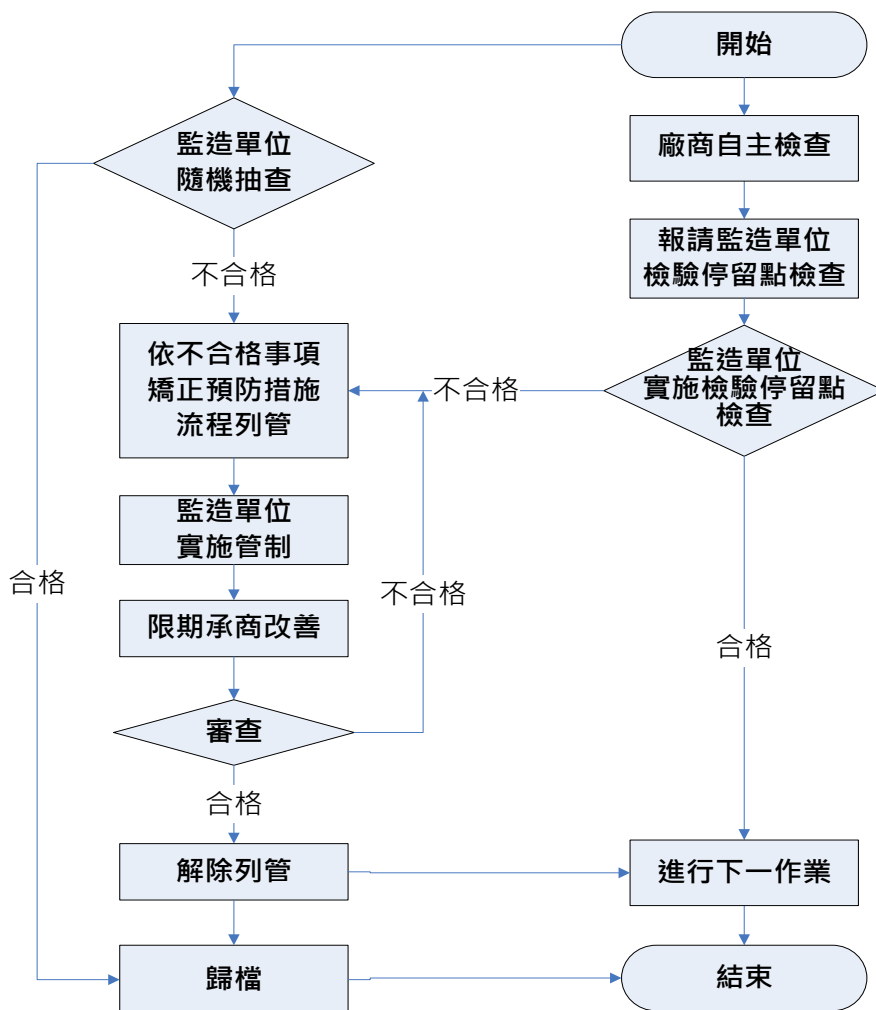 開始
監造單位
隨機抽查
廠商自主檢查
報請監造單位
檢驗停留點檢查
不合格
依不合格事項
矯正預防措施
流程列管
不合格
監造單位
實施檢驗停留點
檢查
監造單位
實施管制
合格
不合格
限期承商改善
合格
審查
合格
解除列管
進行下一作業
歸檔
結束